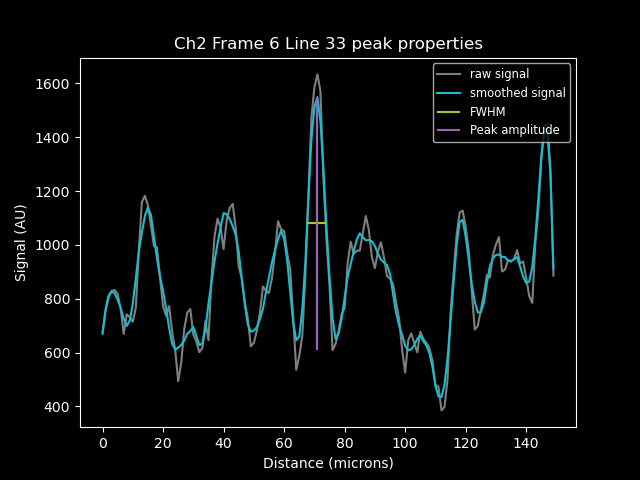 Ch2 Frame 6 Line 33 peak properties
raw signal
smoothed signal
FWHM
Peak amplitude
Signal (AU)
1600
1400
1200
1000
800
600
400
0 20 40 60 80 100 120 140
Distance (microns)